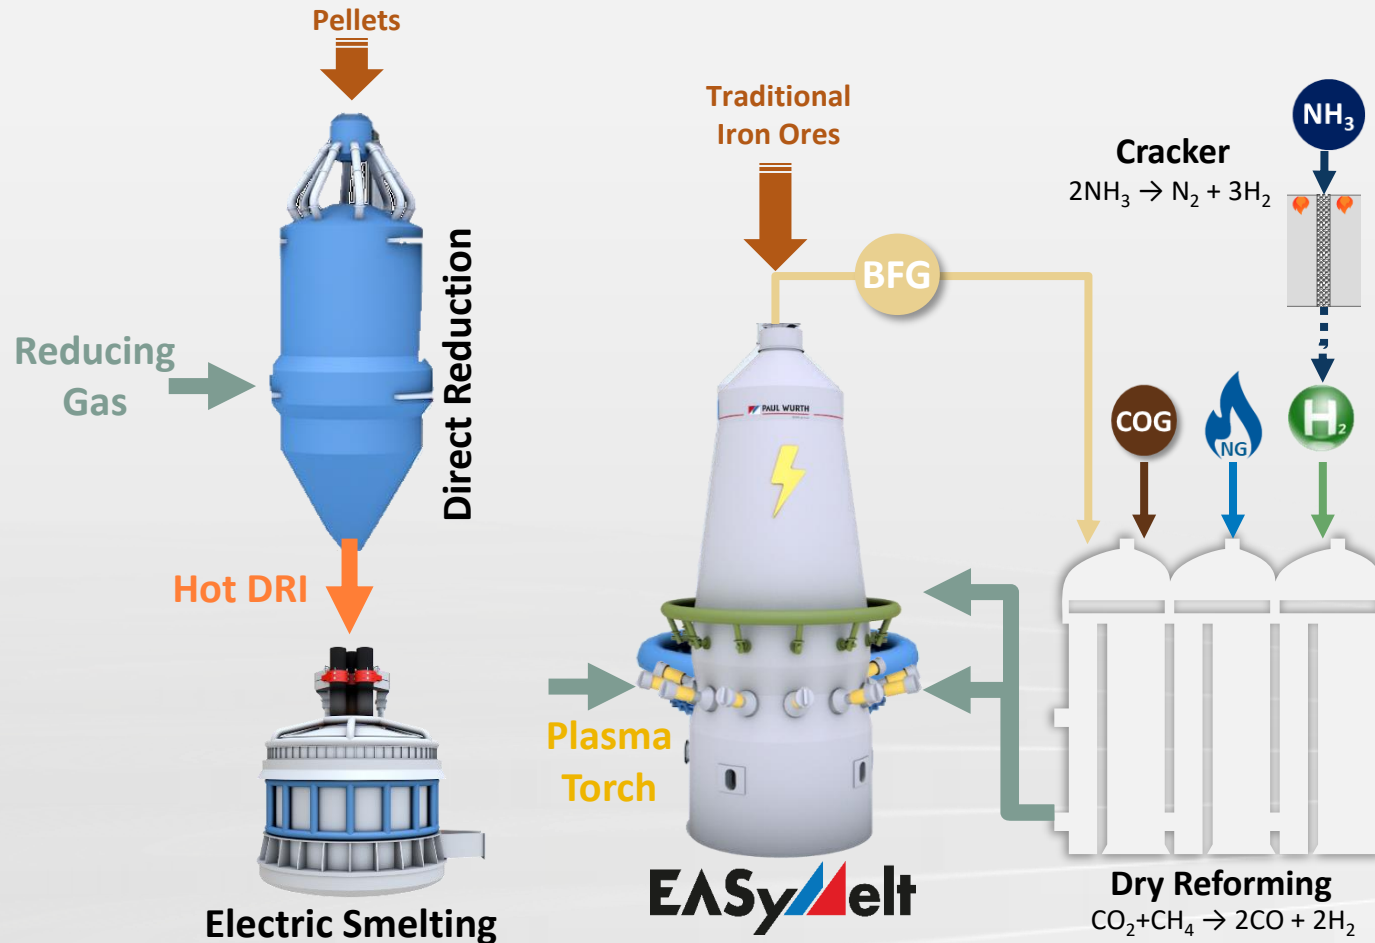 Pellets
Reducing
Gas
Direct Reduction
Hot DRI
Electric Smelting
Traditional
Iron Ores
BFG
PAUL WURTH
Plasma
Torch
EASyMelt
Cracker
2NH₃ → N₂ + 3H₂
NH₃
COG
NG
H₂
Dry Reforming
CO₂+CH₄ → 2CO + 2H₂